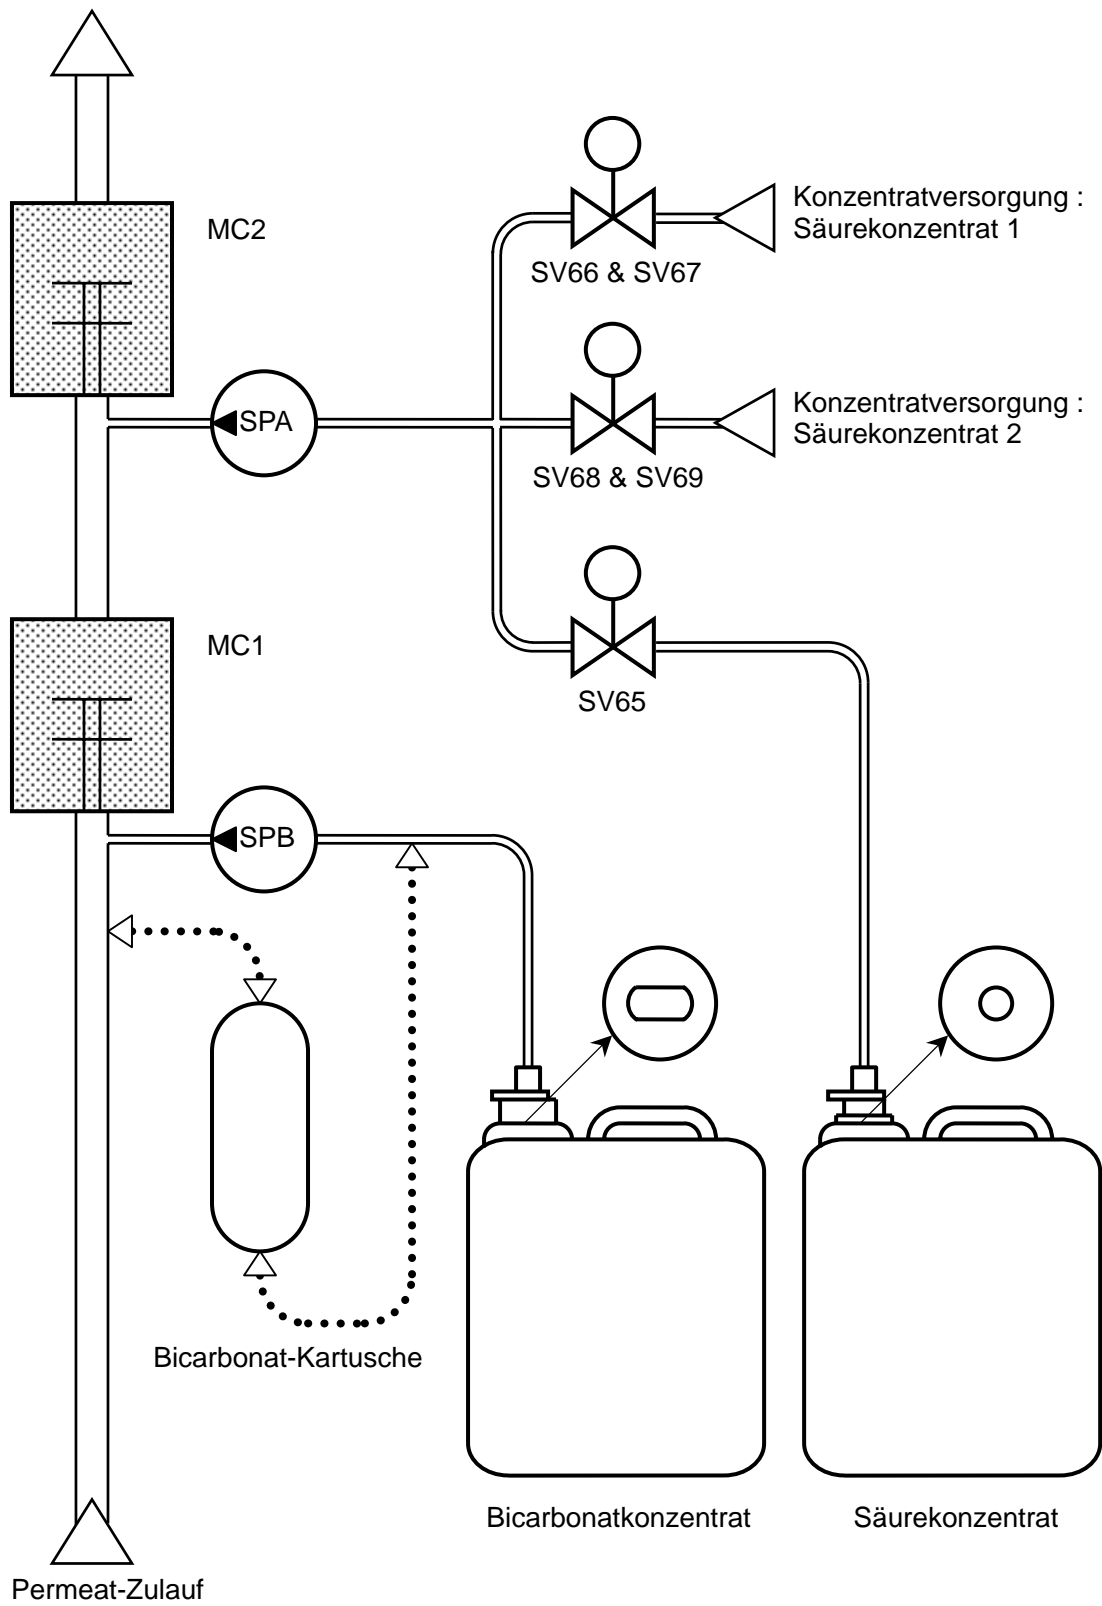 MC2
Konzentratversorgung :
Säurekonzentrat 1
SV66 & SV67
SPA
Konzentratversorgung :
Säurekonzentrat 2
SV68 & SV69
MC1
SV65
SPB
Bicarbonat-Kartusche
Bicarbonatkonzentrat
Säurekonzentrat
Permeat-Zulauf